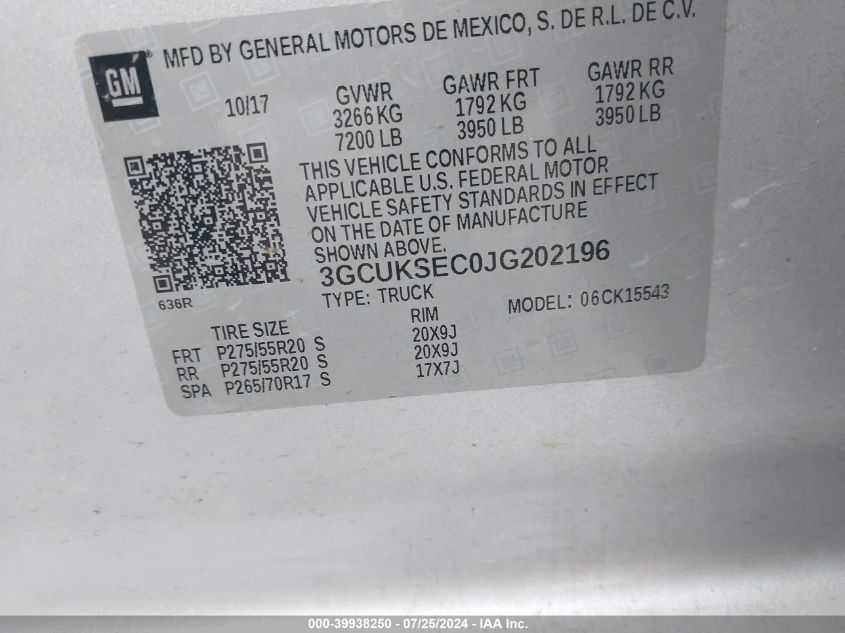 GM
MFD BY GENERAL MOTORS DE MEXICO, S. DE R.L. DE C.V.
10/17
GVWR
3266 KG
7200 LB
GAWR FRT
1792 KG
3950 LB
GAWR RR
1792 KG
3950 LB
THIS VEHICLE CONFORMS TO ALL
APPLICABLE U.S. FEDERAL MOTOR
VEHICLE SAFETY STANDARDS IN EFFECT
ON THE DATE OF MANUFACTURE
SHOWN ABOVE.
3GCUKSEC0JG202196
636R
TYPE: TRUCK
MODEL: 06CK15543
TIRE SIZE RIM
FRT P275/55R20 S 20X9J
RR P275/55R20 S 20X9J
SPA P265/70R17 S 17X7J
000-39938250 - 07/25/2024 - IAA Inc.